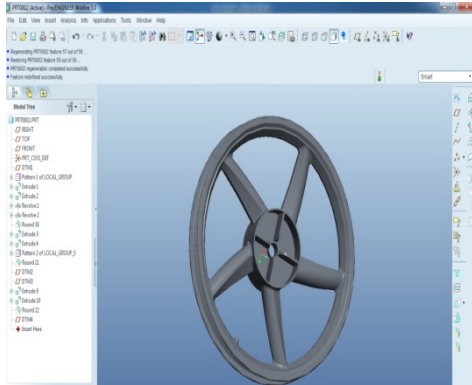 PRT0002 (Active) - Pro/ENGINEER Wildfire 5.0
File Edit View Insert Analysis Info Applications Tools Window Help
Regenerating PRT0002 feature 57 out of 58 ...
Restoring PRT0002 feature 58 out of 58 ...
PRT0002 regeneration completed successfully.
Feature redefined successfully.
Smart
Model Tree
PRT0002.PRT
RIGHT
TOP
FRONT
PRT_CSYS_DEF
DTM1
Pattern 1 of LOCAL_GROUP
Extrude 1
Extrude 2
Revolve 1
Revolve 2
Round 16
Extrude 3
Extrude 4
Pattern 2 of LOCAL_GROUP_5
Round 21
DTM2
DTM3
Extrude 9
Extrude 10
Round 22
DTM4
Insert Here